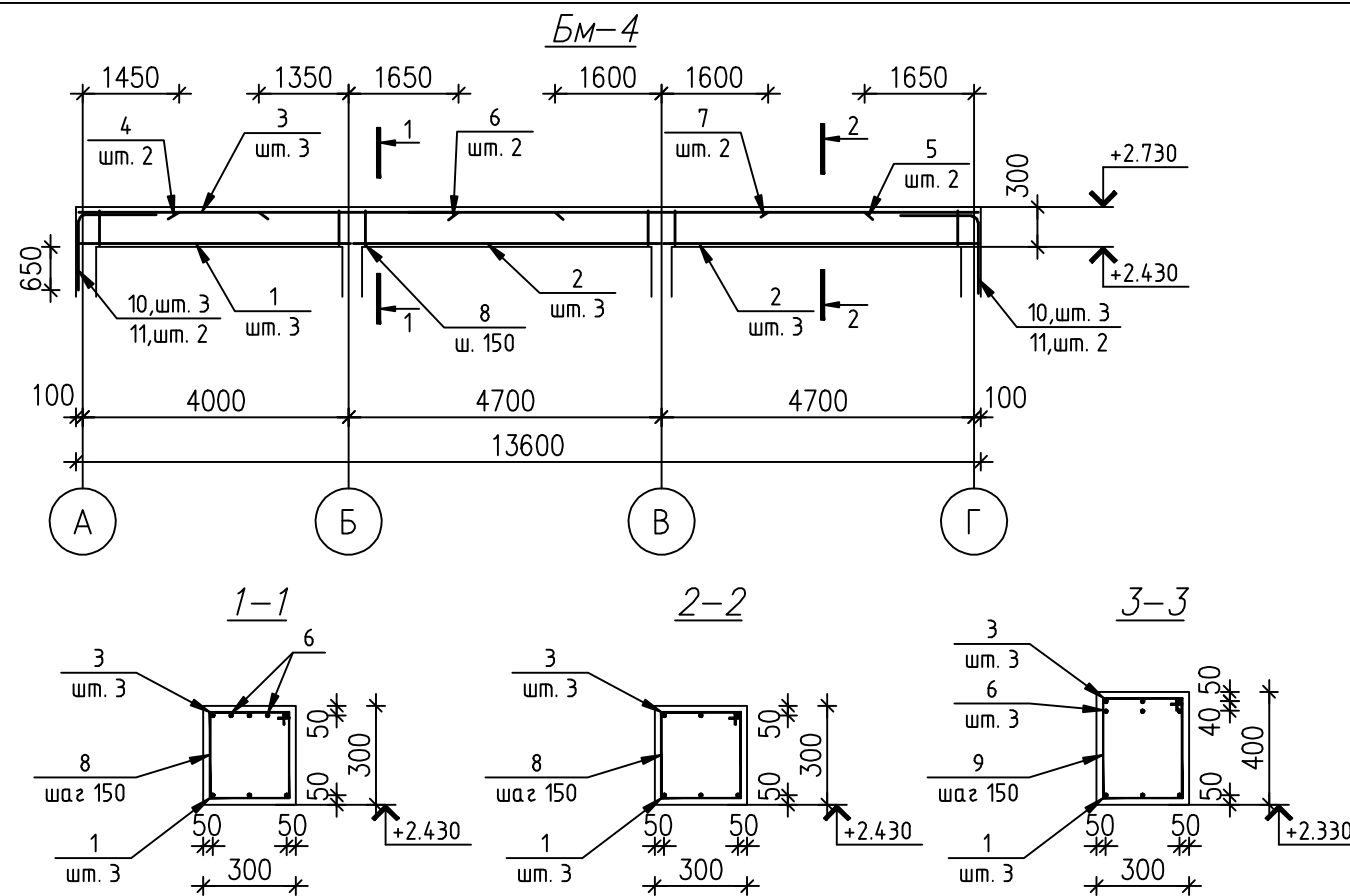 Бм-4
1450 1350 1650 1600 1600 1650
4
шт. 2
3
шт. 3
1
6
шт. 2
7
шт. 2
2
5
шт. 2
300
+2.730
650
10,шт. 3
11,шт. 2
1
шт. 3
1
8
ш. 150
2
шт. 3
2
шт. 3
2
10,шт. 3
11,шт. 2
+2.430
100 4000 4700 4700 100
13600
А Б В Г
1-1
3
шт. 3
6
8
шаг 150
1
шт. 3
50
300
50
50 50
300
+2.430
2-2
3
шт. 3
8
шаг 150
1
шт. 3
50
300
50
50 50
300
+2.430
3-3
3
шт. 3
6
шт. 3
9
шаг 150
1
шт. 3
50
40
400
50
50 50
300
+2.330